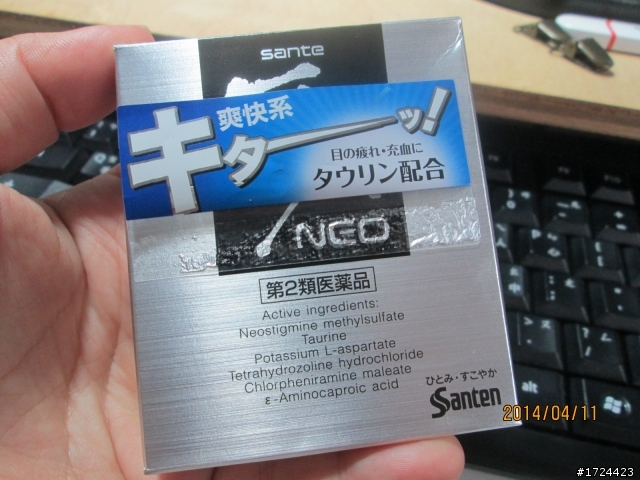 sante
爽快系
キターッ!
目の疲れ・充血に
タウリン配合
NEO
第2類医薬品
Active ingredients:
Neostigmine methylsulfate
Taurine
Potassium L-aspartate
Tetrahydrozoline hydrochloride
Chlorpheniramine maleate
ε-Aminocaproic acid
ひとみ・すこやか
Santen
alt
2014/04/11
#1724423